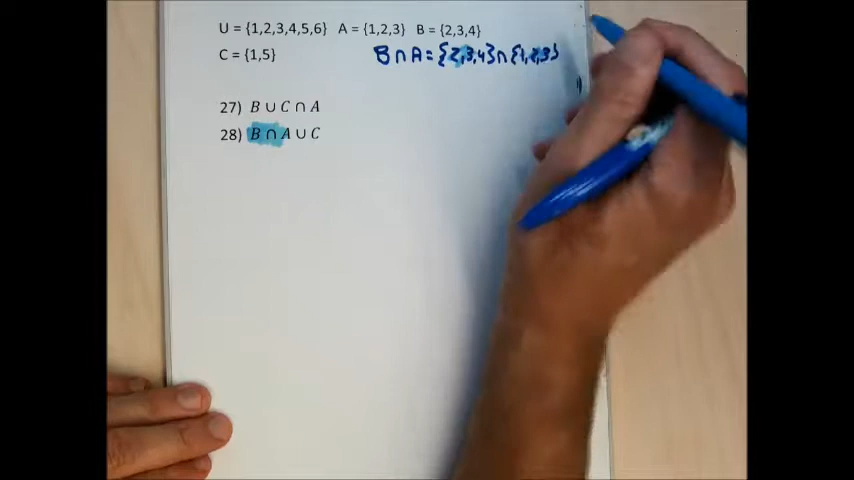 U = {1,2,3,4,5,6} A = {1,2,3} B = {2,3,4}
C = {1,5}
B ∩ A = {2,3,4} ∩ {1,2,3}
27) B ∪ C ∩ A
28) B ∩ A ∪ C